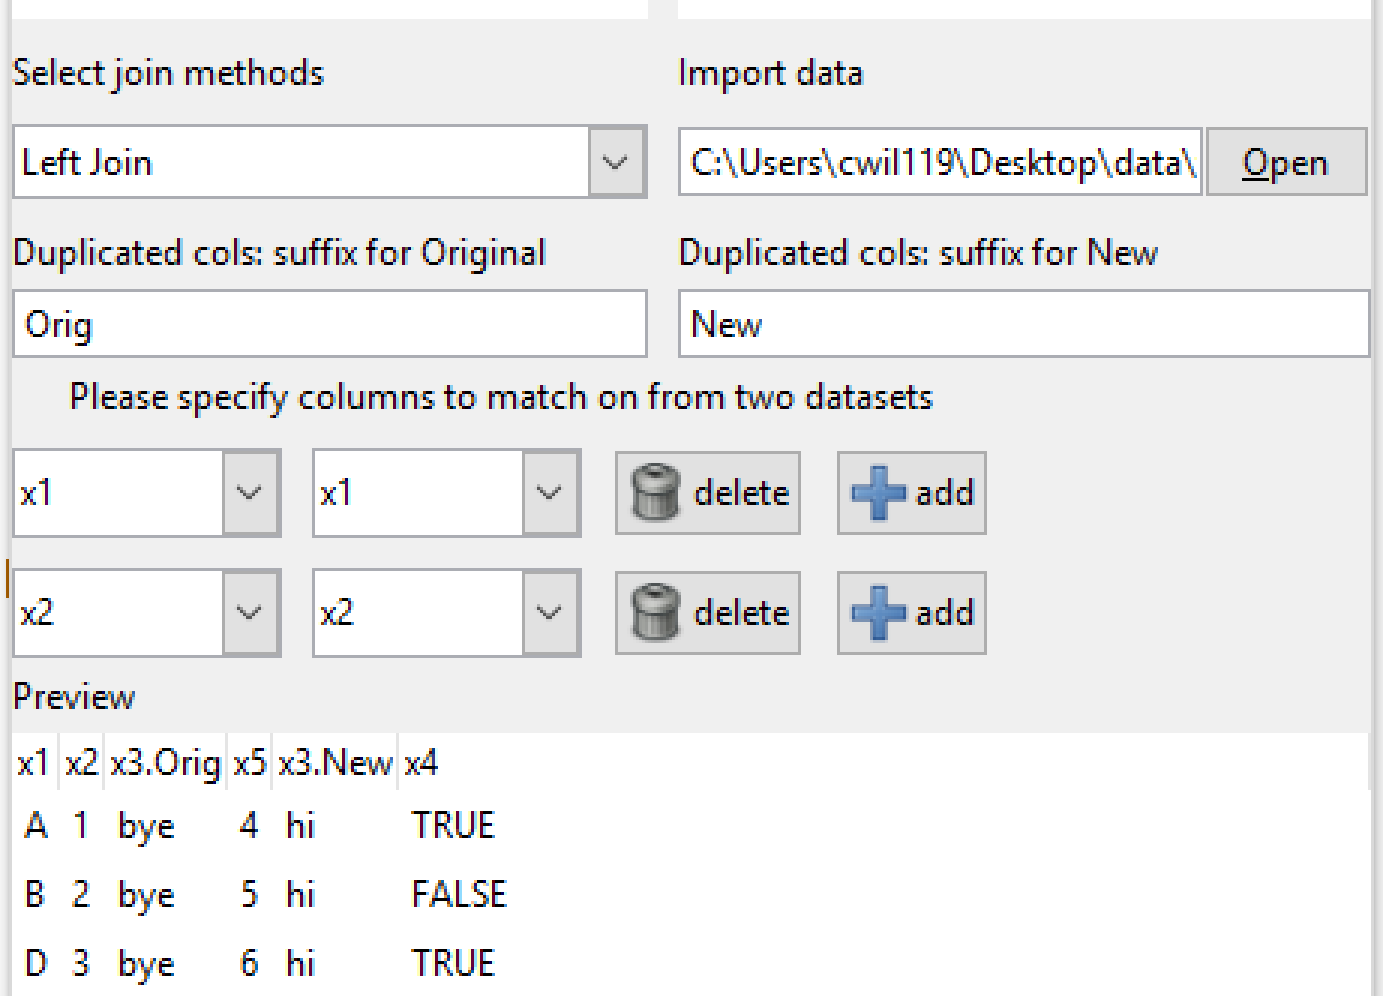 Select join methods Import data
Left Join C:\Users\cwil119\Desktop\data\ Open
Duplicated cols: suffix for Original Duplicated cols: suffix for New
Orig New
Please specify columns to match on from two datasets
x1 x1 delete add
x2 x2 delete add
Preview
x1 x2 x3.Orig x5 x3.New x4
A 1 bye 4 hi TRUE
B 2 bye 5 hi FALSE
D 3 bye 6 hi TRUE